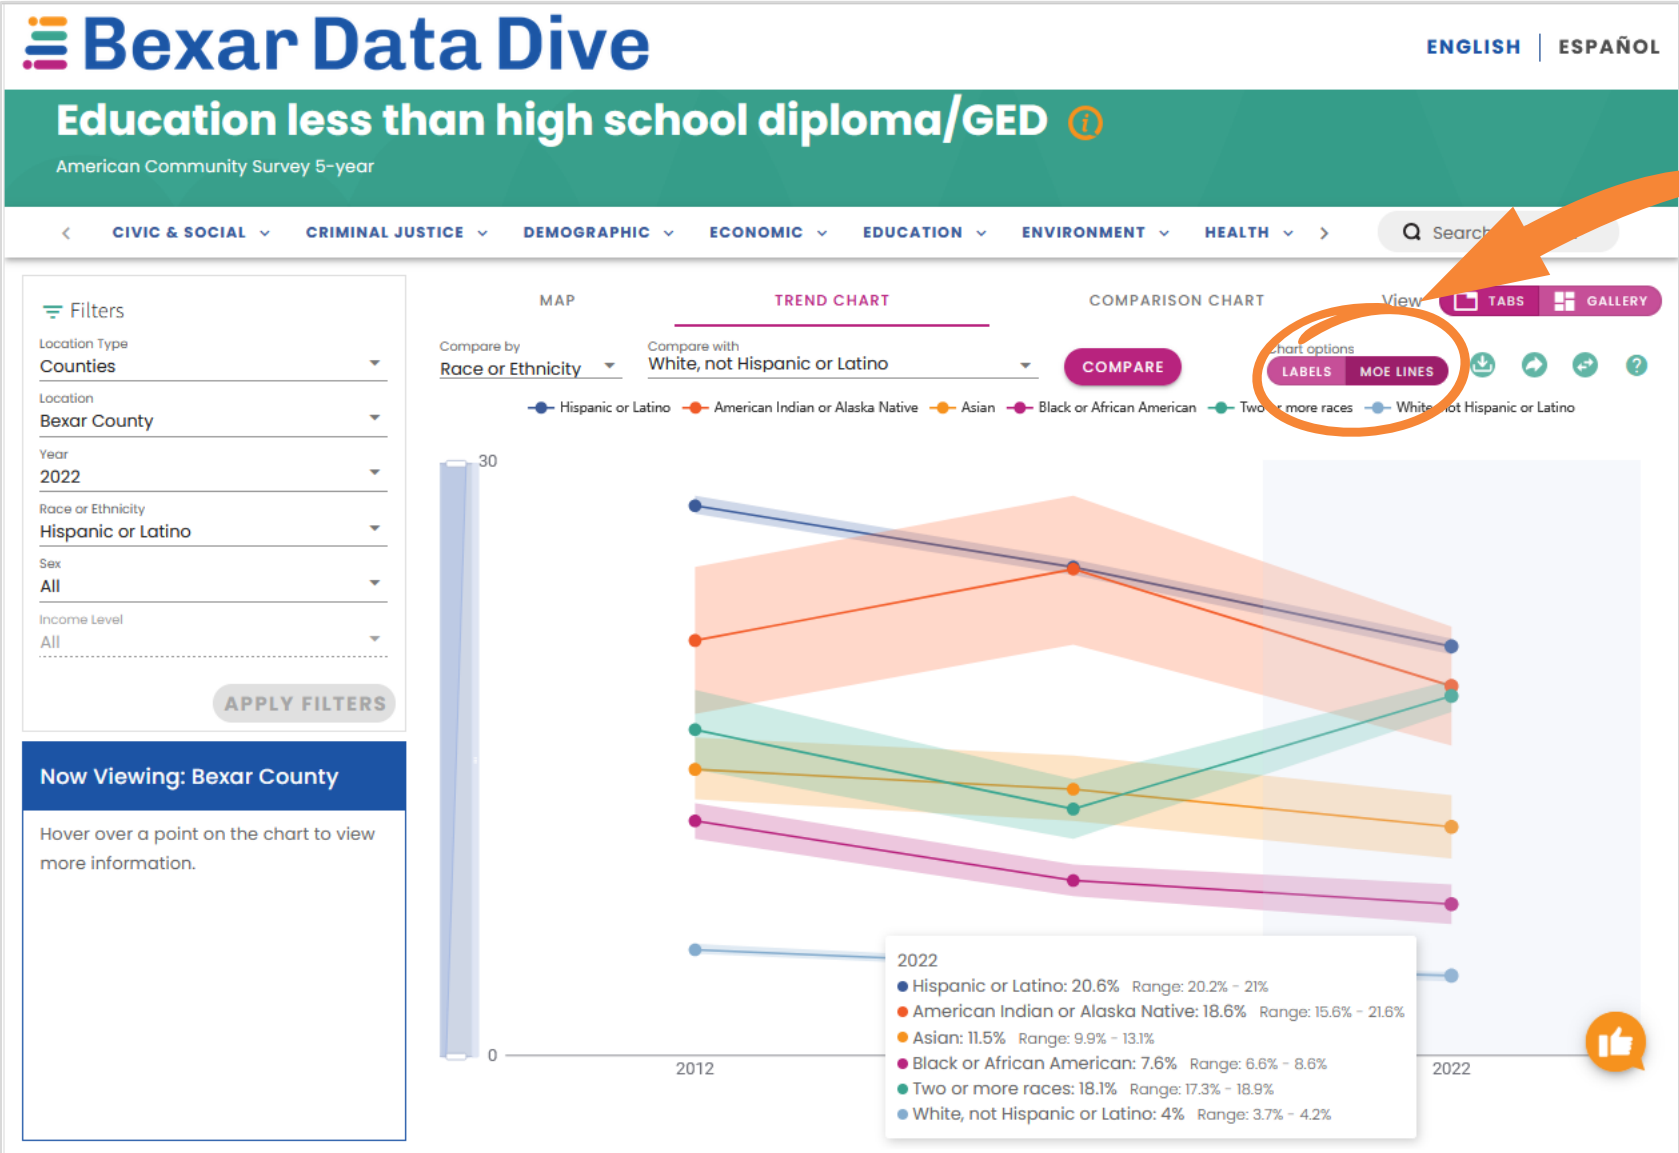 Bexar Data Dive
ENGLISH | ESPAÑOL
Education less than high school diploma/GED i
American Community Survey 5-year
CIVIC & SOCIAL CRIMINAL JUSTICE DEMOGRAPHIC ECONOMIC EDUCATION ENVIRONMENT HEALTH
Search
Filters
Location Type
Counties
Location
Bexar County
Year
2022
Race or Ethnicity
Hispanic or Latino
Sex
All
Income Level
All
APPLY FILTERS
Now Viewing: Bexar County
Hover over a point on the chart to view
more information.
MAP TREND CHART COMPARISON CHART View TABS GALLERY
Compare by
Race or Ethnicity
Compare with
White, not Hispanic or Latino
COMPARE
Chart options
LABELS MOE LINES
?
Hispanic or Latino American Indian or Alaska Native Asian Black or African American Two or more races White, not Hispanic or Latino
30
0
2012
2022
2022
Hispanic or Latino: 20.6% Range: 20.2% - 21%
American Indian or Alaska Native: 18.6% Range: 15.6% - 21.6%
Asian: 11.5% Range: 9.9% - 13.1%
Black or African American: 7.6% Range: 6.6% - 8.6%
Two or more races: 18.1% Range: 17.3% - 18.9%
White, not Hispanic or Latino: 4% Range: 3.7% - 4.2%